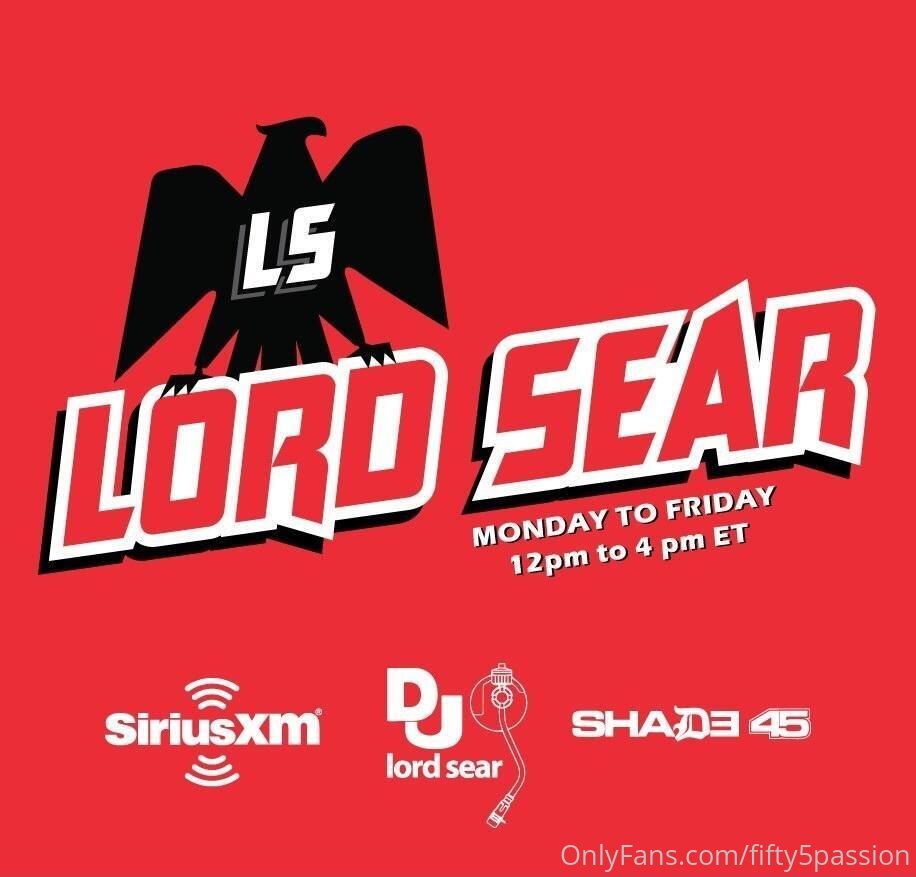 LS
LORD SEAR
MONDAY TO FRIDAY
12pm to 4 pm ET
SiriusXM®
DJ
lord sear
SHADE 45
OnlyFans.com/fifty5passion